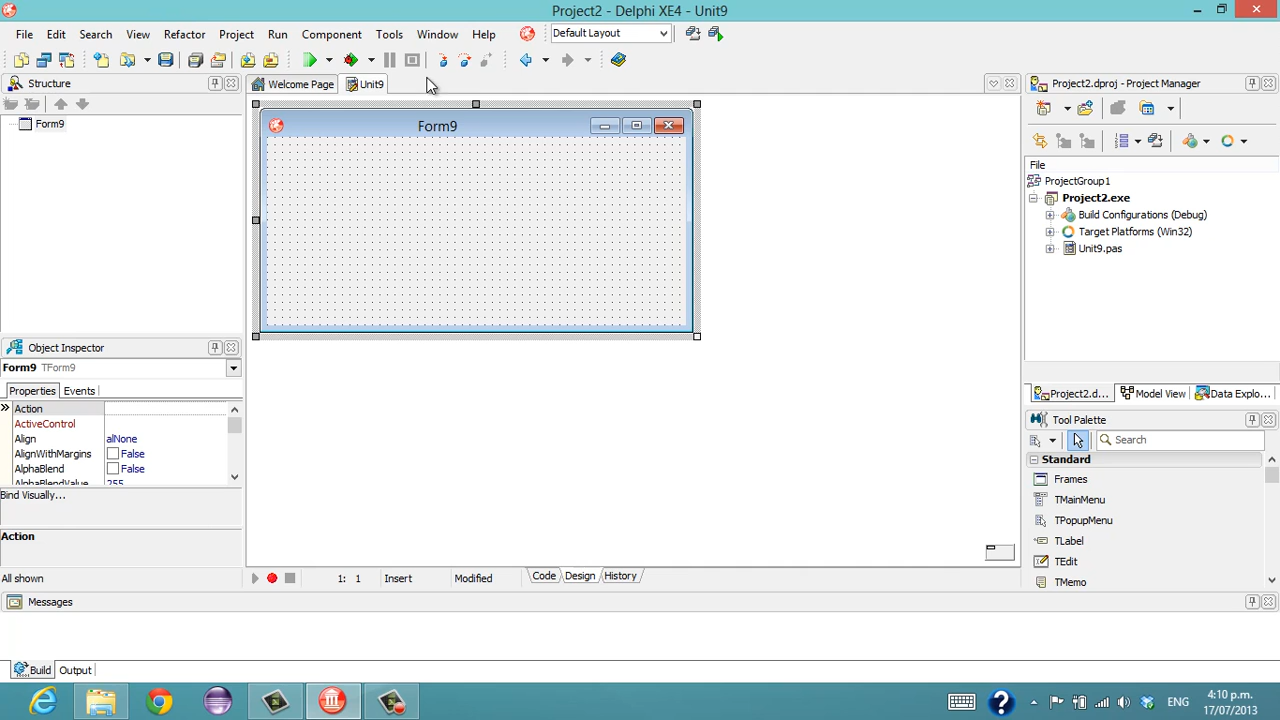 Project2 - Delphi XE4 - Unit9
File Edit Search View Refactor Project Run Component Tools Window Help Default Layout
Structure
Form9
Welcome Page Unit9
Form9
Project2.dproj - Project Manager
File
ProjectGroup1
Project2.exe
Build Configurations (Debug)
Target Platforms (Win32)
Unit9.pas
Object Inspector
Form9 TForm9
Properties Events
Action
ActiveControl
Align alNone
AlignWithMargins False
AlphaBlend False
AlphaBlendValue 255
Bind Visually...
Action
All shown
Project2.d... Model View Data Explo...
Tool Palette
Search
Standard
Frames
TMainMenu
TPopupMenu
TLabel
TEdit
TMemo
1: 1 Insert Modified Code Design History
Messages
Build Output
ENG
4:10 p.m.
17/07/2013